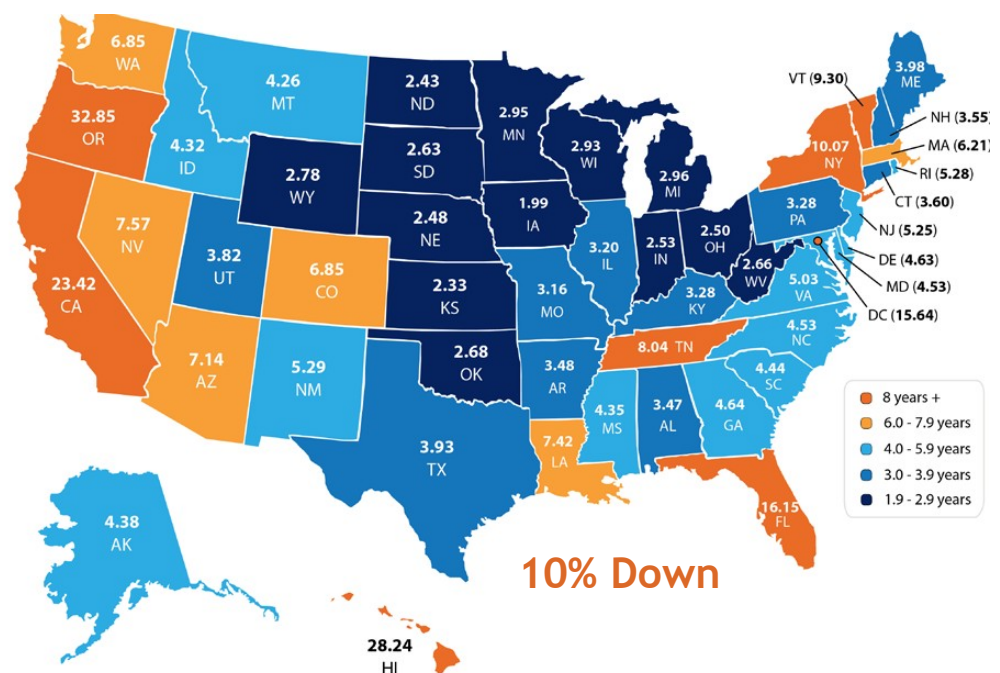 6.85
WA
32.85
OR
23.42
CA
7.57
NV
4.32
ID
4.26
MT
2.78
WY
3.82
UT
6.85
CO
7.14
AZ
5.29
NM
2.43
ND
2.63
SD
2.48
NE
2.33
KS
2.68
OK
3.93
TX
2.95
MN
1.99
IA
3.16
MO
3.48
AR
7.42
LA
2.93
WI
3.20
IL
2.96
MI
2.53
IN
2.50
OH
3.28
KY
8.04 TN
4.35
MS
3.47
AL
4.64
GA
16.15
FL
4.44
SC
4.53
NC
5.03
VA
2.66
WV
3.28
PA
10.07
NY
3.98
ME
VT (9.30)
NH (3.55)
MA (6.21)
RI (5.28)
CT (3.60)
NJ (5.25)
DE (4.63)
MD (4.53)
DC (15.64)
8 years +
6.0 - 7.9 years
4.0 - 5.9 years
3.0 - 3.9 years
1.9 - 2.9 years
4.38
AK
28.24
HI
10% Down